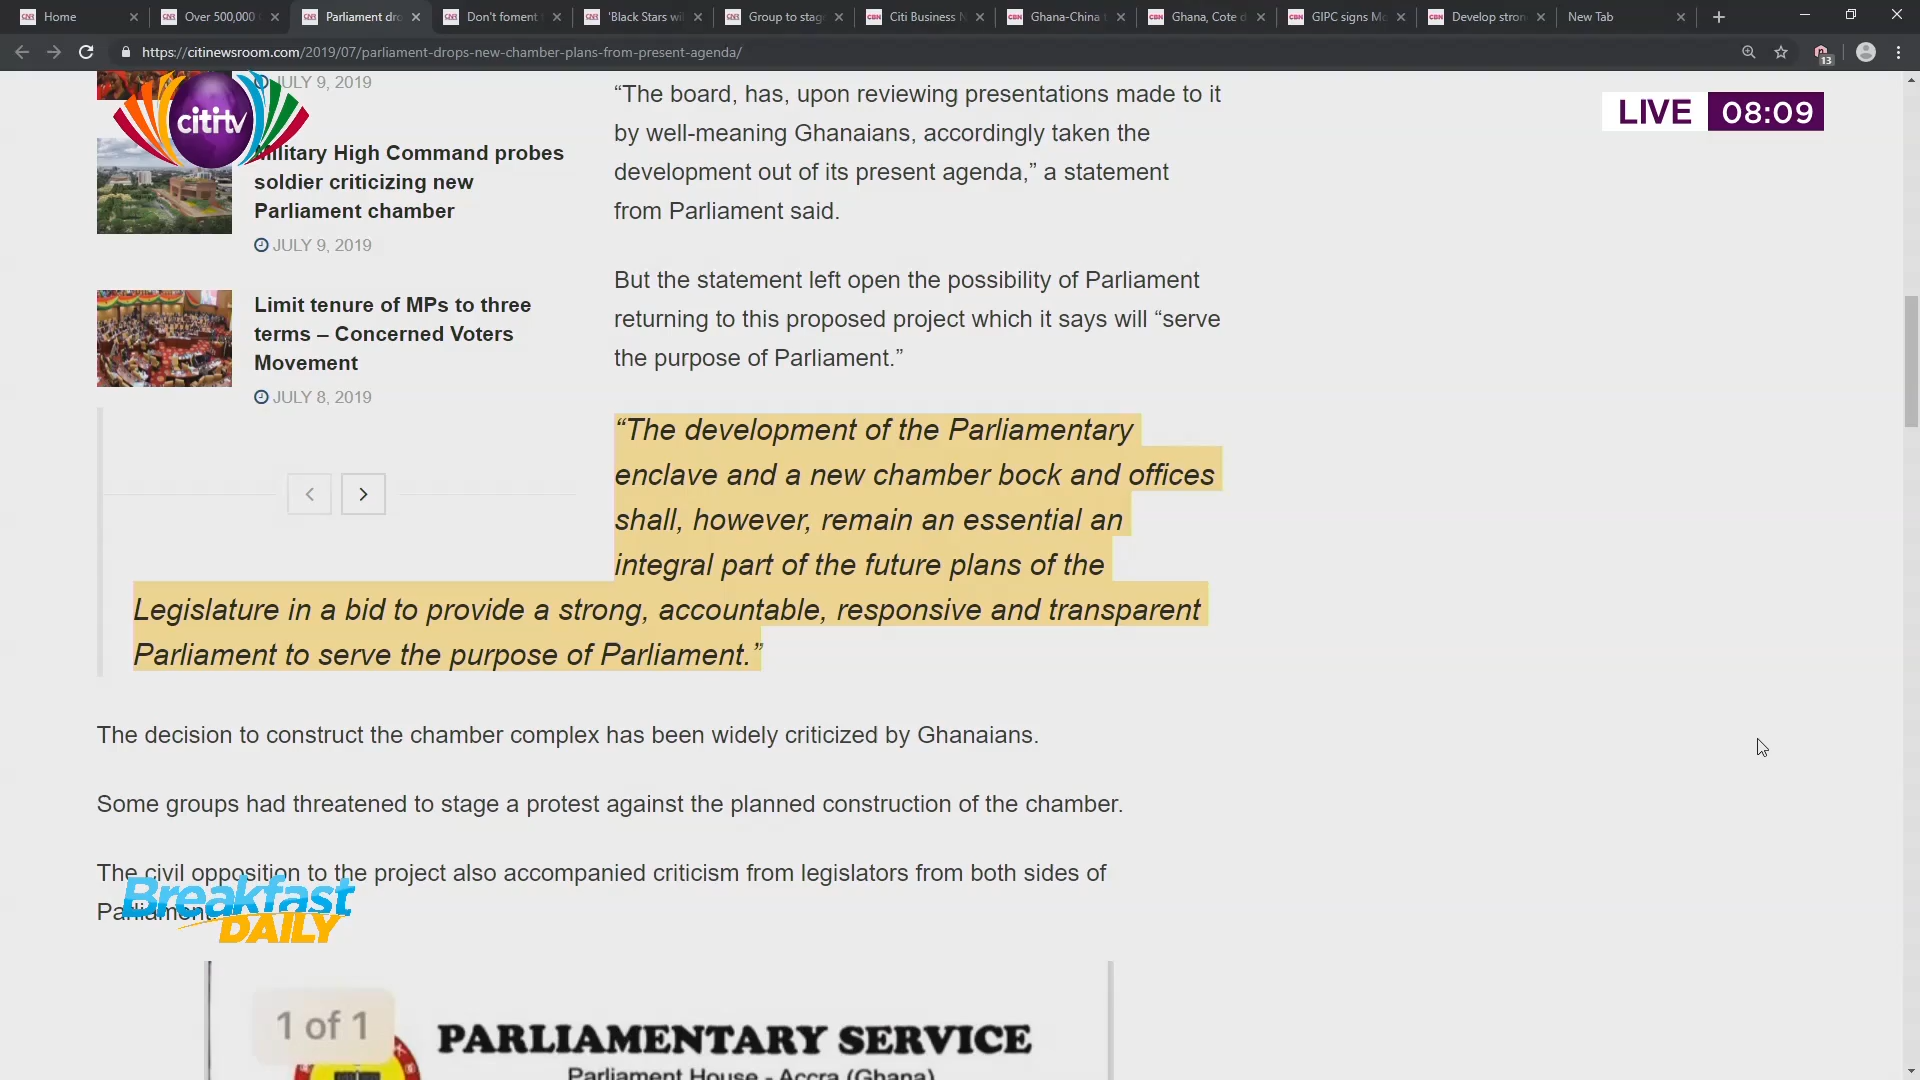 Home
Over 500,000
Parliament dro
Don't foment
'Black Stars wi
Group to stag
Citi Business N
Ghana-China
Ghana, Cote d
GIPC signs M
Develop stron
New Tab
https://citinewsroom.com/2019/07/parliament-drops-new-chamber-plans-from-present-agenda/
13
JULY 9, 2019
citi tv
LIVE 08:09
Military High Command probes
soldier criticizing new
Parliament chamber
JULY 9, 2019
Limit tenure of MPs to three
terms – Concerned Voters
Movement
JULY 8, 2019
“The board, has, upon reviewing presentations made to it
by well-meaning Ghanaians, accordingly taken the
development out of its present agenda,” a statement
from Parliament said.
But the statement left open the possibility of Parliament
returning to this proposed project which it says will “serve
the purpose of Parliament.”
“The development of the Parliamentary
enclave and a new chamber bock and offices
shall, however, remain an essential an
integral part of the future plans of the
Legislature in a bid to provide a strong, accountable, responsive and transparent
Parliament to serve the purpose of Parliament.”
The decision to construct the chamber complex has been widely criticized by Ghanaians.
Some groups had threatened to stage a protest against the planned construction of the chamber.
The civil opposition to the project also accompanied criticism from legislators from both sides of
Parliament.
Breakfast
DAILY
1 of 1
PARLIAMENTARY SERVICE
Parliament House - Accra (Ghana)